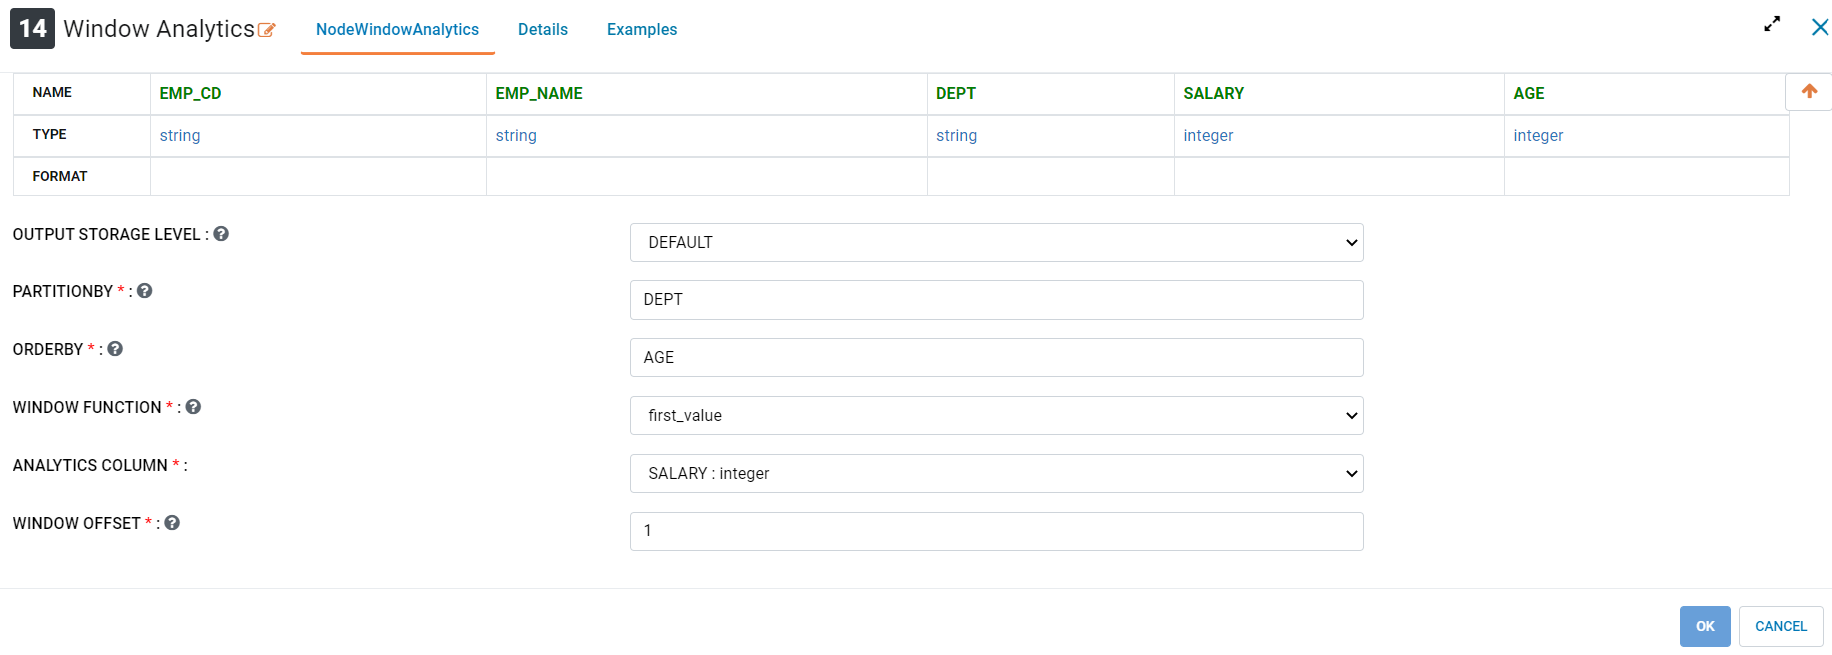 14 Window Analytics NodeWindowAnalytics Details Examples
NAME EMP_CD EMP_NAME DEPT SALARY AGE
TYPE string string string integer integer
FORMAT
OUTPUT STORAGE LEVEL : ? DEFAULT
PARTITIONBY * : ? DEPT
ORDERBY * : ? AGE
WINDOW FUNCTION * : ? first_value
ANALYTICS COLUMN * : SALARY : integer
WINDOW OFFSET * : ? 1
OK CANCEL